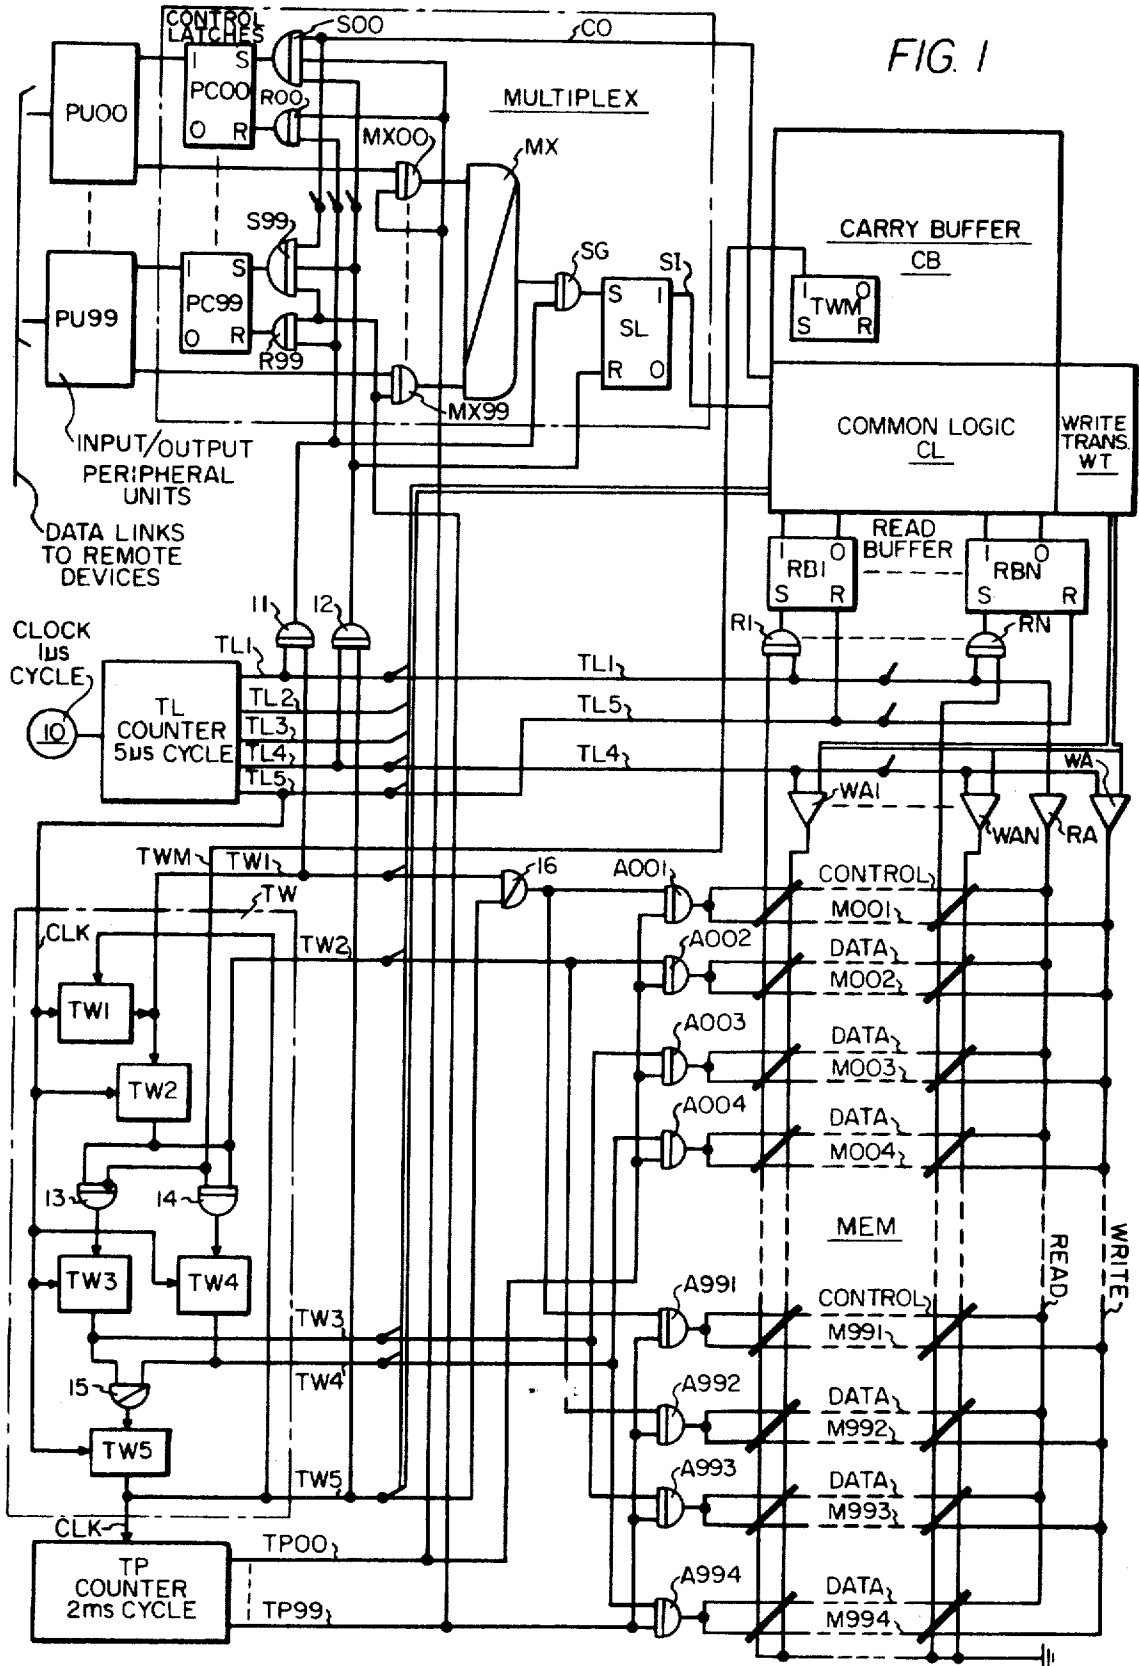 FIG. 1
CONTROL
LATCHES
S00
CO
PU00
I S
PC00
O R
R00
MULTIPLEX
MX00
MX
S99
PU99
I S
PC99
O R
R99
MX99
SG
S I
SL
R O
SI
CARRY BUFFER
CB
I O
TWM
S R
COMMON LOGIC
CL
WRITE
TRANS.
WT
INPUT/OUTPUT
PERIPHERAL
UNITS
DATA LINKS
TO REMOTE
DEVICES
READ
BUFFER
I O
RB1
S R
I O
RBN
S R
R1
RN
11
12
CLOCK
1µs
CYCLE
10
TL
COUNTER
5µs CYCLE
TL1
TL2
TL3
TL4
TL5
TL1
TL5
TL4
WA1
WAN
RA
WA
TWM
TW1
TW
CLK
16
TW2
TW1
TW2
13
14
TW3
TW4
TW3
TW4
15
TW5
TW5
CLK
TP
COUNTER
2ms CYCLE
TP00
TP99
A001
CONTROL
M001
A002
DATA
M002
A003
DATA
M003
A004
DATA
M004
MEM
READ
WRITE
A991
CONTROL
M991
A992
DATA
M992
A993
DATA
M993
A994
DATA
M994